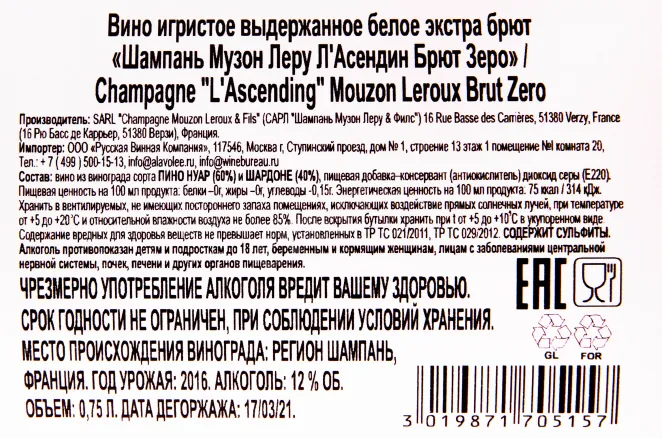 Вино игристое выдержанное белое экстра брют
«Шампань Музон Леру Л'Асендин Брют Зеро» /
Champagne "L'Ascending" Mouzon Leroux Brut Zero
Производитель: SARL "Champagne Mouzon Leroux & Fils" (САРЛ "Шампань Музон Леру & Филс") 16 Rue Basse des Carrières, 51380 Verzy, France
(16 Рю Басс де Каррьер, 51380 Верзи), Франция.
Импортер: ООО «Русская Винная Компания», 117546, Москва г, Ступинский проезд, дом № 1, строение 13 этаж 1 помещение №I комната 20,
Тел.: + 7 ( 499 ) 500-15-13, info@alavolee.ru, info@winebureau.ru
Состав: вино из винограда сорта ПИНО НУАР (60%) и ШАРДОНЕ (40%), пищевая добавка–консервант (антиокислитель) диоксид серы (E220).
Пищевая ценность на 100 мл продукта: белки –0г, жиры –0г, углеводы -0,15г. Энергетическая ценность на 100 мл продукта: 75 ккал / 314 кДж.
Хранить в вентилируемых, не имеющих постороннего запаха помещениях, исключающих воздействие прямых солнечных лучей, при температуре
от +5 до +20°С и относительной влажности воздуха не более 85%. После вскрытия бутылки хранить при t от +5 до +10°С в укупоренном виде.
Содержание вредных для здоровья веществ не превышает норм, установленных в ТР ТС 021/2011, ТР ТС 029/2012. СОДЕРЖИТ СУЛЬФИТЫ.
Алкоголь противопоказан детям и подросткам до 18 лет, беременным и кормящим женщинам, лицам с заболеваниями центральной
нервной системы, почек, печени и других органов пищеварения.
ЧРЕЗМЕРНО УПОТРЕБЛЕНИЕ АЛКОГОЛЯ ВРЕДИТ ВАШЕМУ ЗДОРОВЬЮ.
СРОК ГОДНОСТИ НЕ ОГРАНИЧЕН, ПРИ СОБЛЮДЕНИИ УСЛОВИЙ ХРАНЕНИЯ.
МЕСТО ПРОИСХОЖДЕНИЯ ВИНОГРАДА: РЕГИОН ШАМПАНЬ,
ФРАНЦИЯ. ГОД УРОЖАЯ: 2016. АЛКОГОЛЬ: 12 % ОБ.
ОБЪЕМ: 0,75 Л. ДАТА ДЕГОРЖАЖА: 17/03/21.
EAC
GL FOR
3 019871 705157